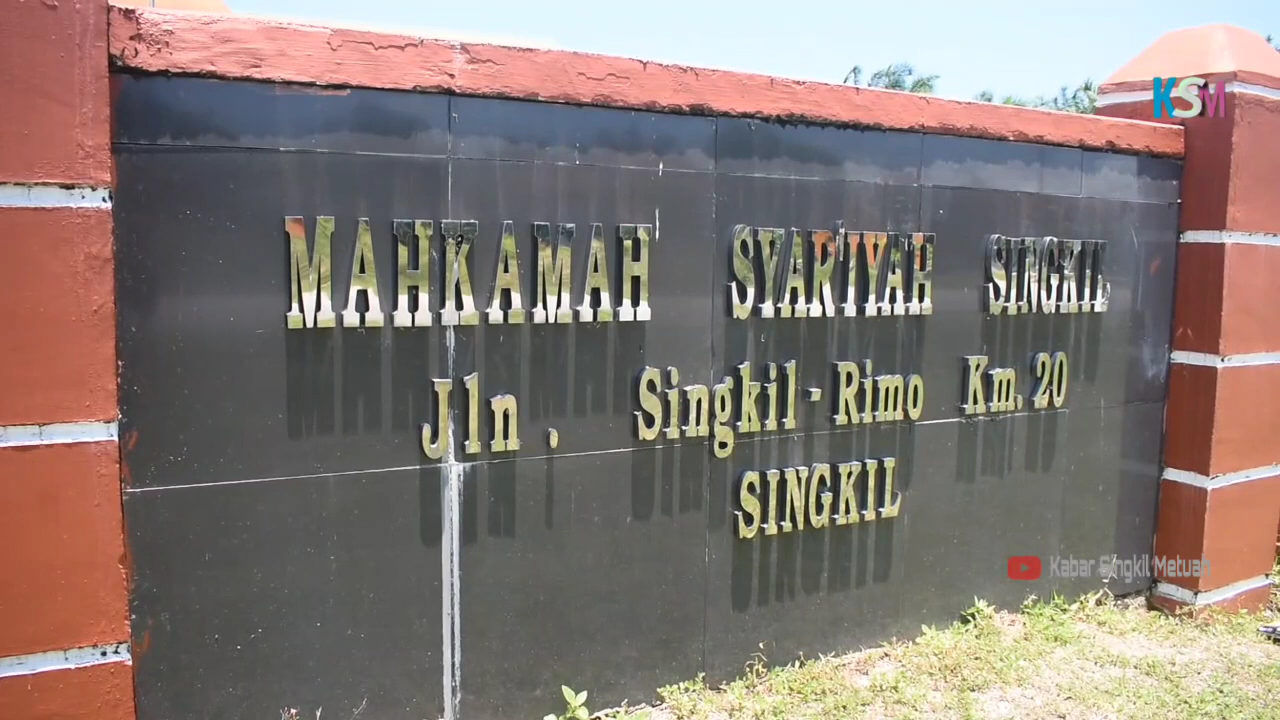 KSM
MAHKAMAH SYAR'IYAH SINGKIL
Jln. Singkil - Rimo Km. 20
SINGKIL
Kabar Singkil Metuah